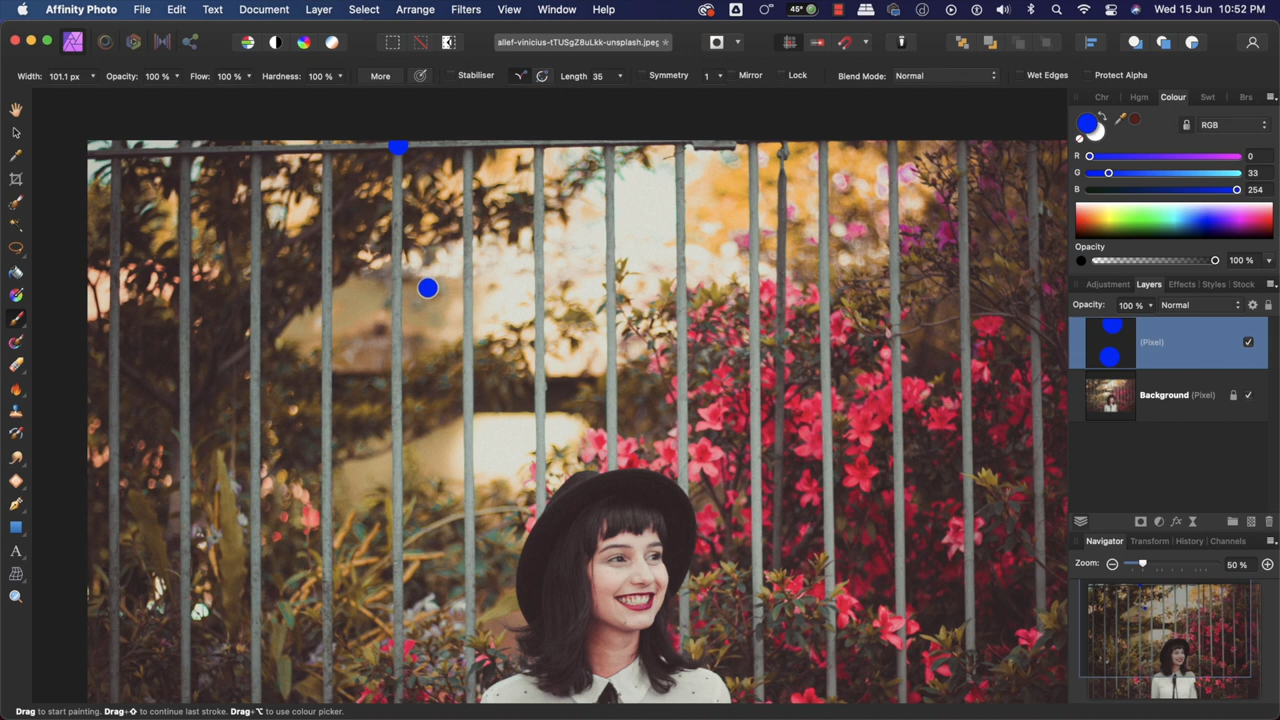 Affinity Photo File Edit Text Document Layer Select Arrange Filters View Window Help 45° Wed 15 Jun 10:52 PM
allef-vinicius-tTUSgZ8uLkk-unsplash.jpeg
Width: 101.1 px Opacity: 100 % Flow: 100 % Hardness: 100 % More Stabiliser Length 35 Symmetry 1 Mirror Lock Blend Mode: Normal Wet Edges Protect Alpha
Chr Hgm Colour Swt Brs
RGB
R 0
G 33
B 254
Opacity
100 %
Adjustment Layers Effects Styles Stock
Opacity: 100 % Normal
(Pixel)
Background (Pixel)
Navigator Transform History Channels
Zoom: 50 %
A
Drag to start painting. Drag+⇧ to continue last stroke. Drag+⌥ to use colour picker.